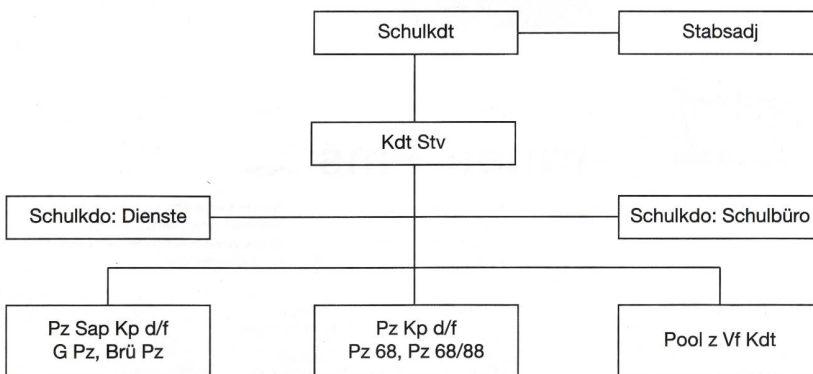 Schulkdt
Stabsadj
Kdt Stv
Schulkdo: Dienste
Schulkdo: Schulbüro
Pz Sap Kp d/f
G Pz, Brü Pz
Pz Kp d/f
Pz 68, Pz 68/88
Pool z Vf Kdt